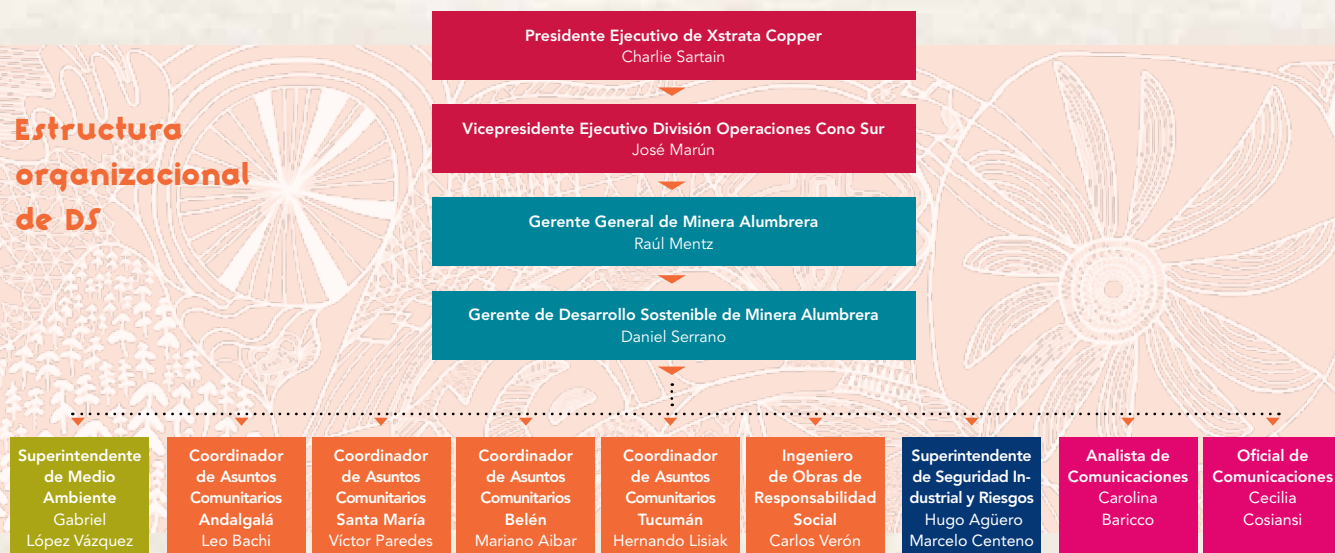 Presidente Ejecutivo de Xstrata Copper
Charlie Sartain
Estructura
organizacional
de DS
Vicepresidente Ejecutivo División Operaciones Cono Sur
José Marún
Gerente General de Minera Alumbrera
Raúl Mentz
Gerente de Desarrollo Sostenible de Minera Alumbrera
Daniel Serrano
Superintendente
de Medio
Ambiente
Gabriel
López Vázquez
Coordinador
de Asuntos
Comunitarios
Andalgalá
Leo Bachi
Coordinador
de Asuntos
Comunitarios
Santa María
Víctor Paredes
Coordinador
de Asuntos
Comunitarios
Belén
Mariano Aibar
Coordinador
de Asuntos
Comunitarios
Tucumán
Hernando Lisiak
Ingeniero
de Obras de
Responsabilidad
Social
Carlos Verón
Superintendente
de Seguridad In-
dustrial y Riesgos
Hugo Agüero
Marcelo Centeno
Analista de
Comunicaciones
Carolina
Baricco
Oficial de
Comunicaciones
Cecilia
Cosiansi